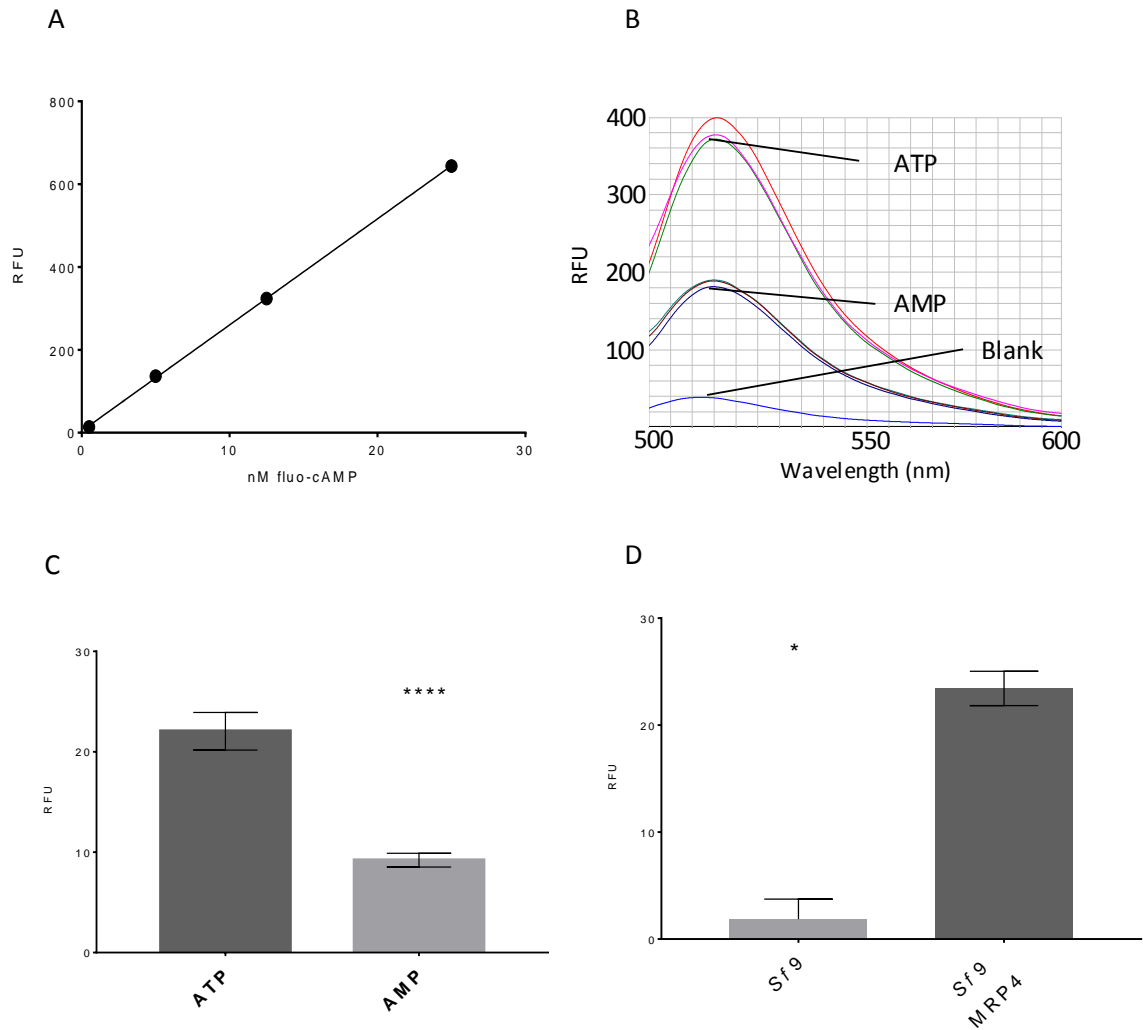 A
800
600
400
200
0
RFU
0 10 20 30
nM fluo-cAMP
B
400
300
200
100
RFU
ATP
AMP
Blank
500 550 600
Wavelength (nm)
C
30
20
10
0
RFU
****
ATP AMP
D
30
20
10
0
RFU
*
Sf9 Sf9
MRP4